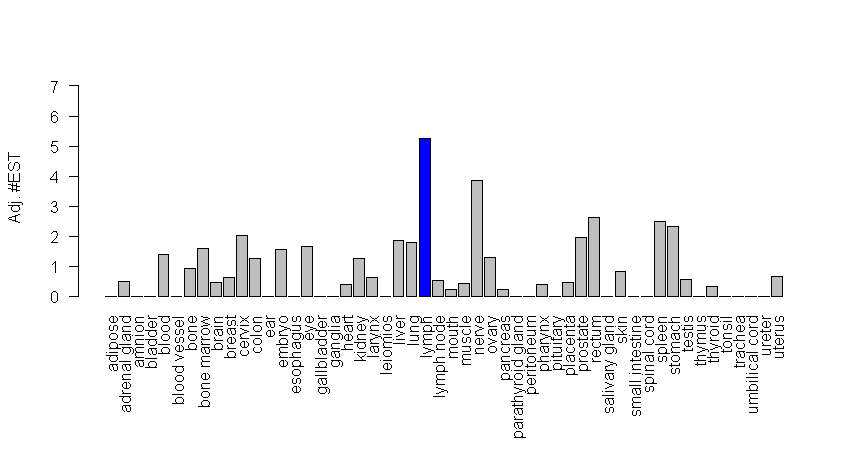 Adj. #EST
7
6
5
4
3
2
1
0
adipose
adrenal gland
amnion
bladder
blood
blood vessel
bone
bone marrow
brain
breast
cervix
colon
ear
embryo
esophagus
eye
gallbladder
ganglia
heart
kidney
larynx
leiomios
liver
lung
lymph
lymph node
mouth
muscle
nerve
ovary
pancreas
parathyroid gland
peritoneum
pharynx
pituitary
placenta
prostate
rectum
salivary gland
skin
small intestine
spinal cord
spleen
stomach
testis
thymus
thyroid
tonsil
trachea
umbilical cord
ureter
uterus